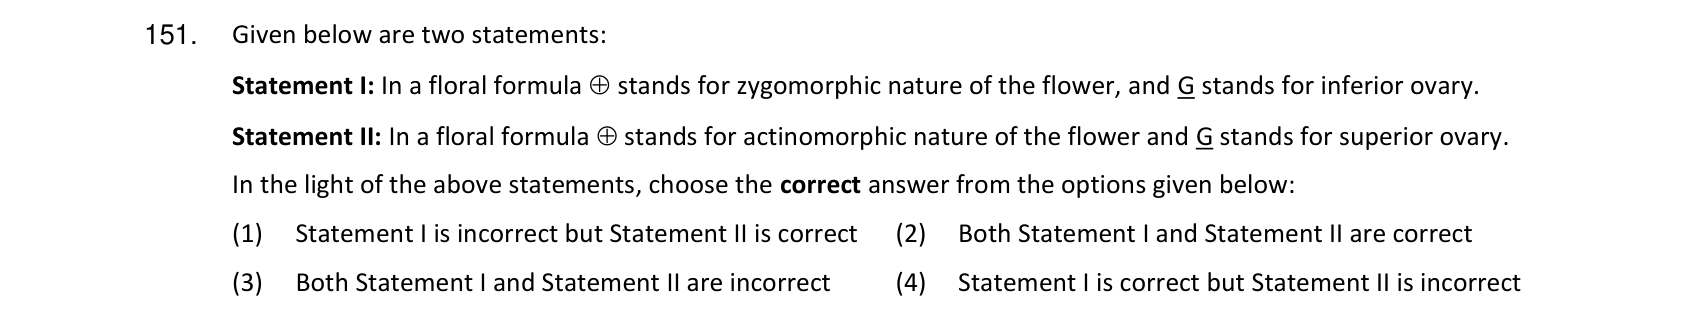 151. Given below are two statements:
Statement I: In a floral formula ⊕ stands for zygomorphic nature of the flower, and G̲ stands for inferior ovary.
Statement II: In a floral formula ⊕ stands for actinomorphic nature of the flower and G̲ stands for superior ovary.
In the light of the above statements, choose the correct answer from the options given below:
(1) Statement I is incorrect but Statement II is correct (2) Both Statement I and Statement II are correct
(3) Both Statement I and Statement II are incorrect (4) Statement I is correct but Statement II is incorrect